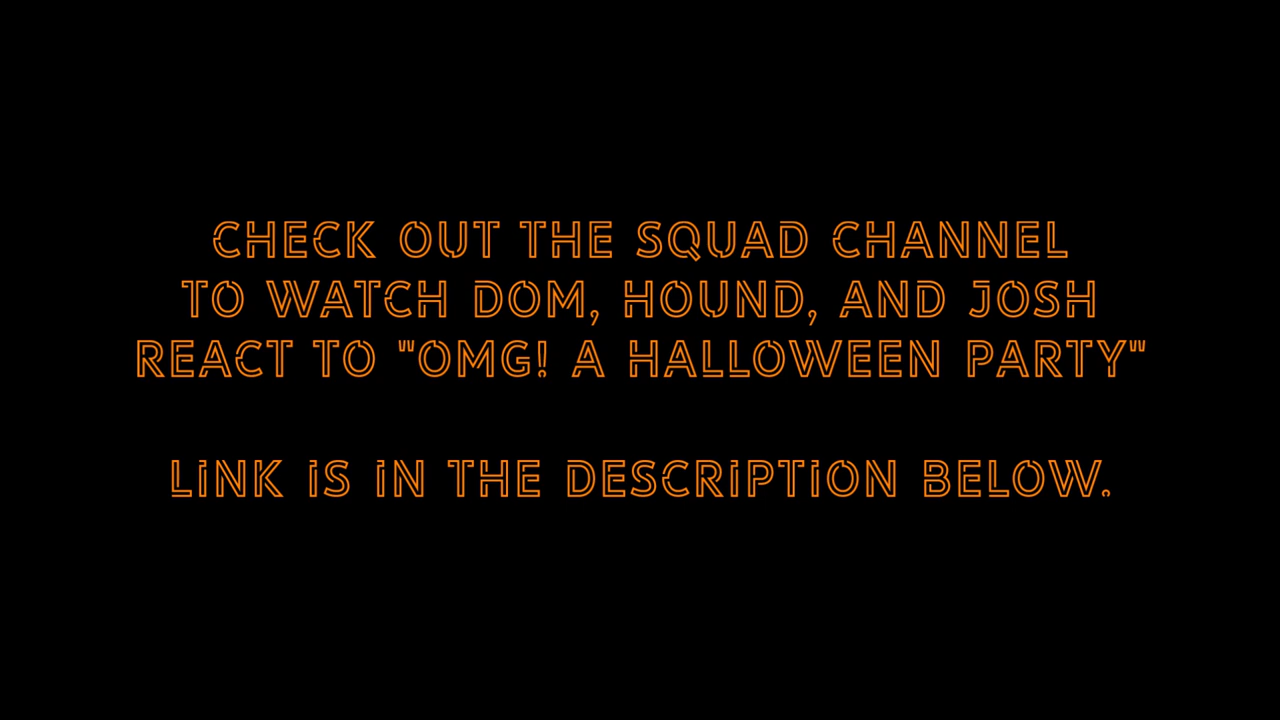 CHECK OUT THE SQUAD CHANNEL
TO WATCH DOM, HOUND, AND JOSH
REACT TO "OMG! A HALLOWEEN PARTY"
LiNK iS iN THE DESCRiPTiON BELOW.